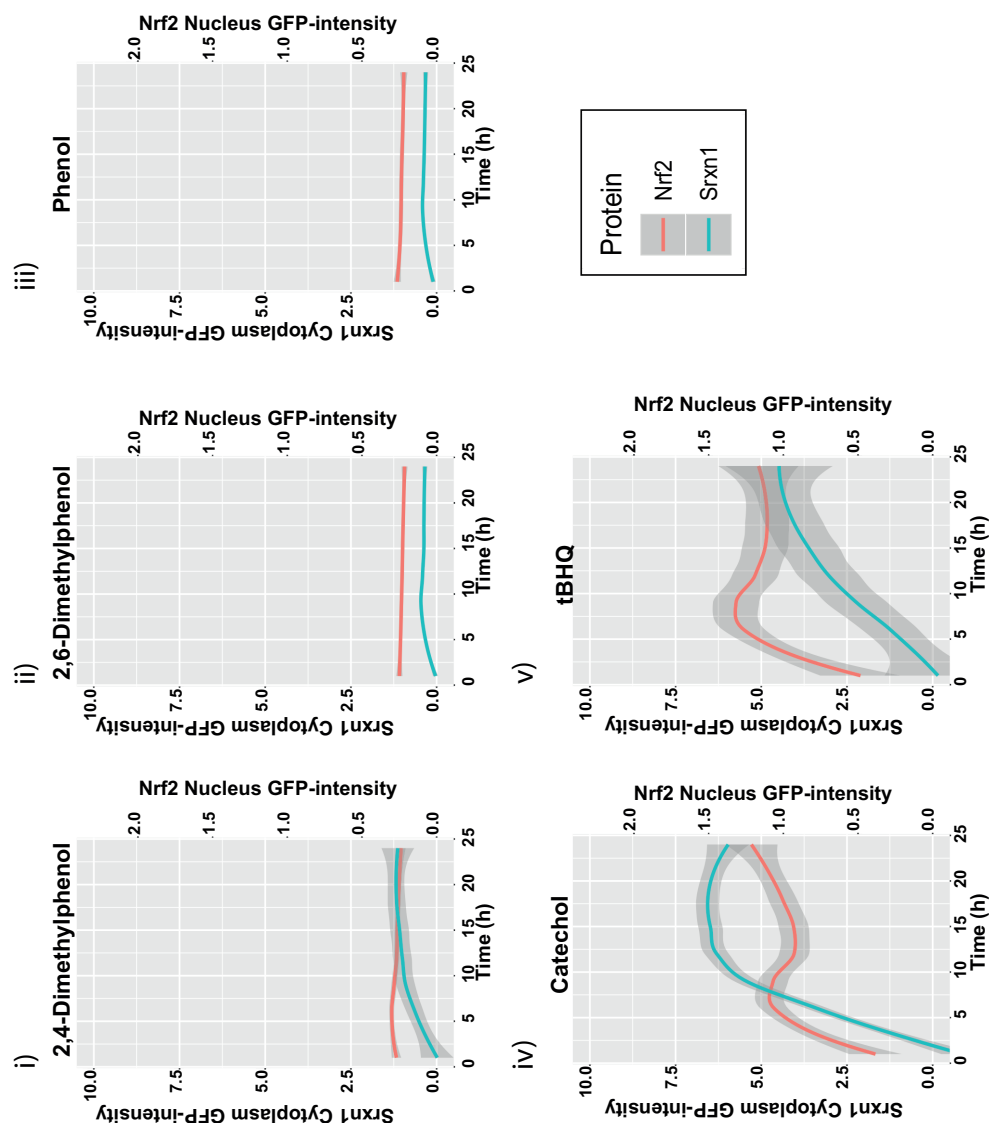 i)
2,4-Dimethylphenol
Srxn1 Cytoplasm GFP-intensity
10.0
7.5
5.0
2.5
0.0
Nrf2 Nucleus GFP-intensity
2.0
1.5
1.0
0.5
0.0
0 5 10 15 20 25
Time (h)
ii)
2,6-Dimethylphenol
Srxn1 Cytoplasm GFP-intensity
10.0
7.5
5.0
2.5
0.0
Nrf2 Nucleus GFP-intensity
2.0
1.5
1.0
0.5
0.0
0 5 10 15 20 25
Time (h)
iii)
Phenol
Srxn1 Cytoplasm GFP-intensity
10.0
7.5
5.0
2.5
0.0
Nrf2 Nucleus GFP-intensity
2.0
1.5
1.0
0.5
0.0
0 5 10 15 20 25
Time (h)
iv)
Catechol
Srxn1 Cytoplasm GFP-intensity
10.0
7.5
5.0
2.5
0.0
Nrf2 Nucleus GFP-intensity
2.0
1.5
1.0
0.5
0.0
0 5 10 15 20 25
Time (h)
v)
tBHQ
Srxn1 Cytoplasm GFP-intensity
10.0
7.5
5.0
2.5
0.0
Nrf2 Nucleus GFP-intensity
2.0
1.5
1.0
0.5
0.0
0 5 10 15 20 25
Time (h)
Protein
Nrf2
Srxn1